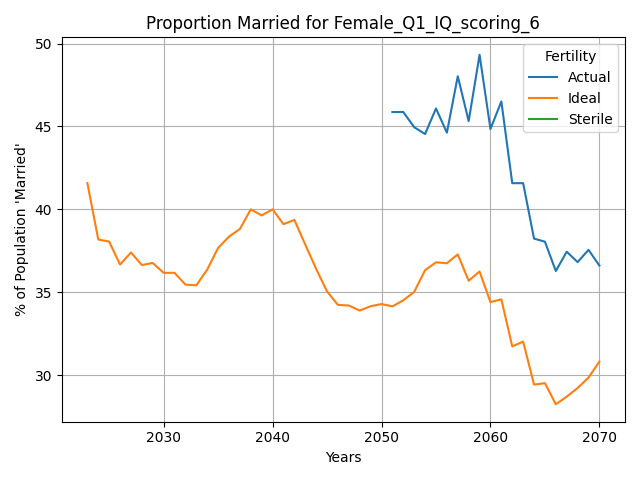 Proportion Married for Female_Q1_IQ_scoring_6
% of Population 'Married'
50
45
40
35
30
Fertility
Actual
Ideal
Sterile
2030
2040
2050
2060
2070
Years